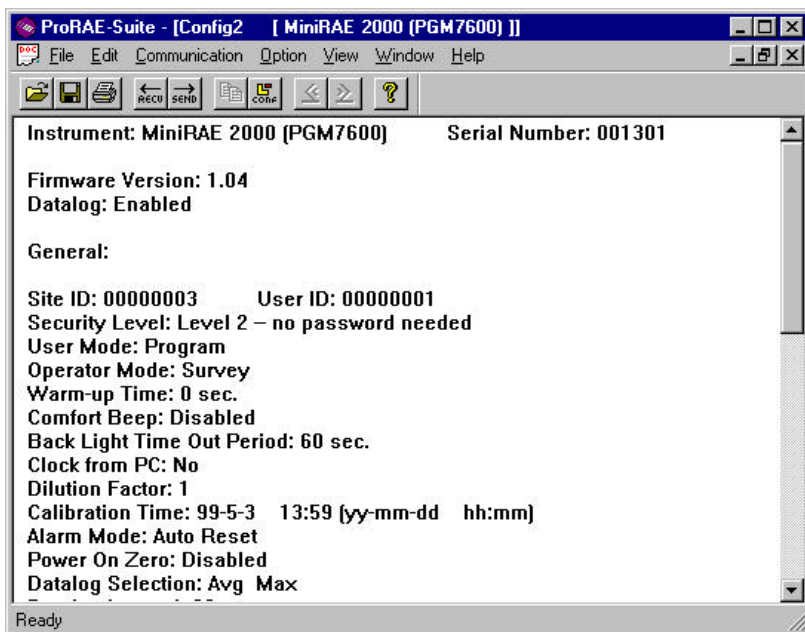 ProRAE-Suite - [Config2 [ MiniRAE 2000 (PGM7600) ]]
File Edit Communication Option View Window Help
RECV SEND CONF
Instrument: MiniRAE 2000 (PGM7600) Serial Number: 001301
Firmware Version: 1.04
Datalog: Enabled
General:
Site ID: 00000003 User ID: 00000001
Security Level: Level 2 – no password needed
User Mode: Program
Operator Mode: Survey
Warm-up Time: 0 sec.
Comfort Beep: Disabled
Back Light Time Out Period: 60 sec.
Clock from PC: No
Dilution Factor: 1
Calibration Time: 99-5-3 13:59 (yy-mm-dd hh:mm)
Alarm Mode: Auto Reset
Power On Zero: Disabled
Datalog Selection: Avg Max
Ready